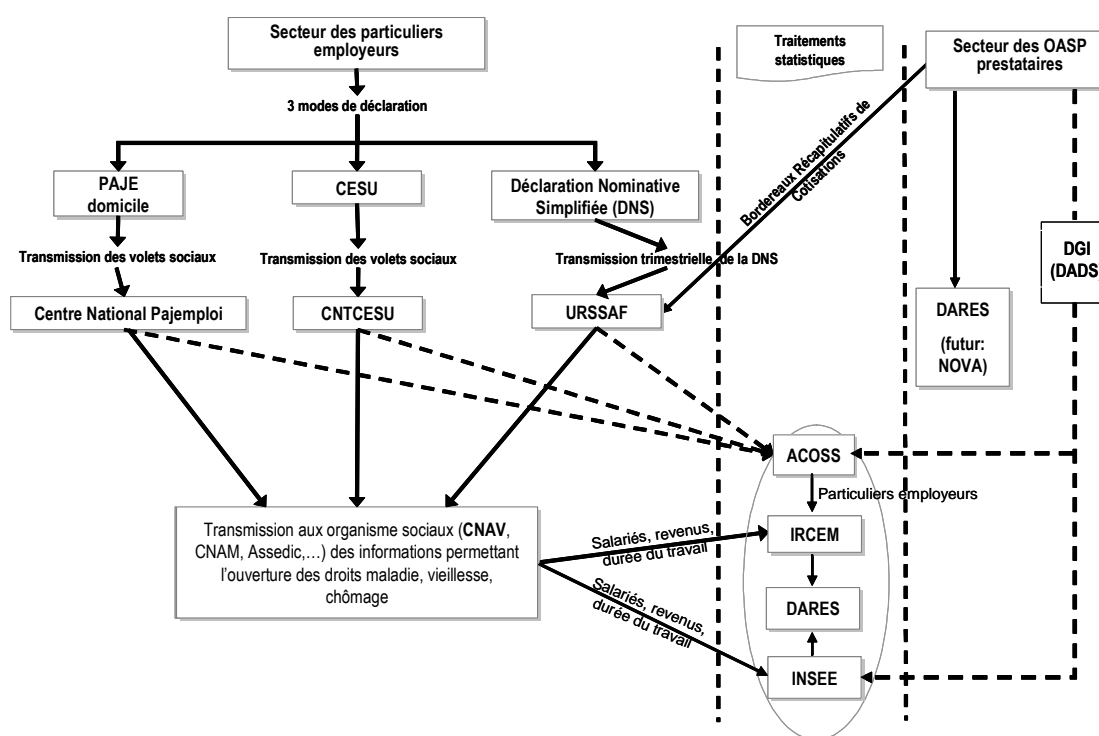 Secteur des particuliers
employeurs
3 modes de déclaration
PAJE
domicile
CESU
Déclaration Nominative
Simplifiée (DNS)
Transmission des volets sociaux
Transmission des volets sociaux
Transmission trimestrielle de la DNS
Centre National Pajemploi
CNTCESU
URSSAF
Transmission aux organisme sociaux (CNAV,
CNAM, Assedic,…) des informations permettant
l'ouverture des droits maladie, vieillesse,
chômage
Salariés, revenus,
durée du travail
Salariés, revenus,
durée du travail
Traitements
statistiques
Bordereaux Récapitulatifs de
Cotisations
ACOSS
Particuliers employeurs
IRCEM
DARES
INSEE
Secteur des OASP
prestataires
DARES
(futur:
NOVA)
DGI
(DADS)